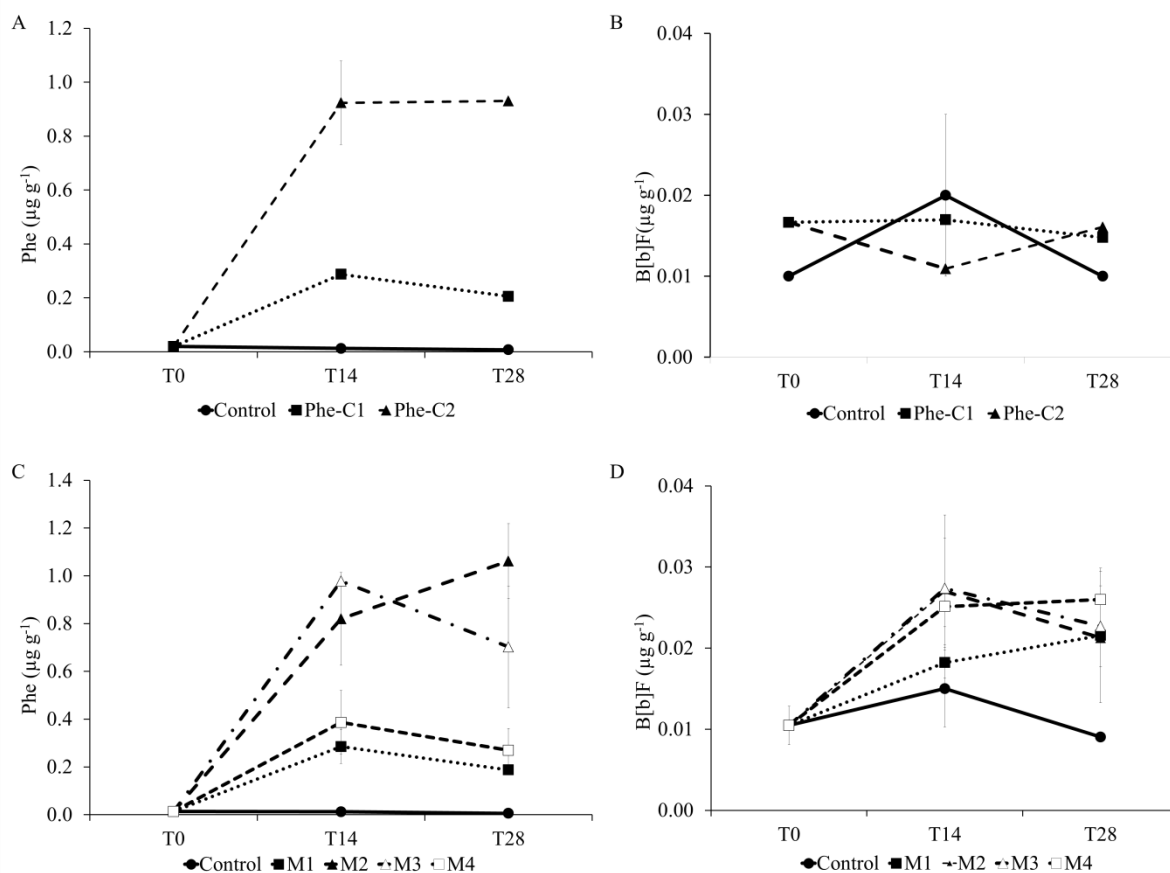 A
1.2
1.0
0.8
0.6
0.4
0.2
0.0
Phe (µg g⁻¹)
T0 T14 T28
Control Phe-C1 Phe-C2
B
0.04
0.03
0.02
0.01
0.00
B[b]F(µg g⁻¹)
T0 T14 T28
Control Phe-C1 Phe-C2
C
1.4
1.2
1.0
0.8
0.6
0.4
0.2
0.0
Phe (µg g⁻¹)
T0 T14 T28
Control M1 M2 M3 M4
D
0.04
0.03
0.02
0.01
0.00
B[b]F (µg g⁻¹)
T0 T14 T28
Control M1 M2 M3 M4